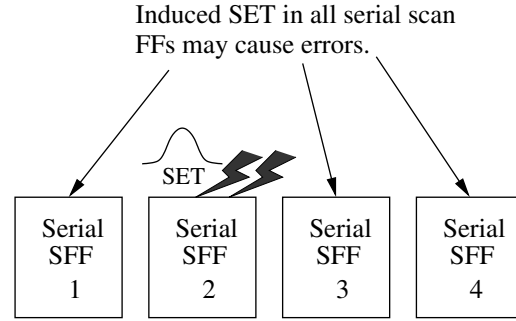 Induced SET in all serial scan
FFs may cause errors.
SET
Serial
SFF
1
Serial
SFF
2
Serial
SFF
3
Serial
SFF
4